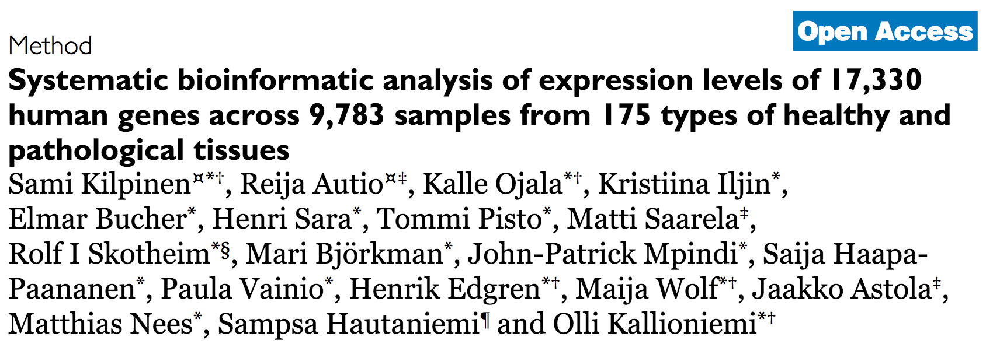 Open Access
Method
Systematic bioinformatic analysis of expression levels of 17,330
human genes across 9,783 samples from 175 types of healthy and
pathological tissues
Sami Kilpinen¤*†, Reija Autio¤‡, Kalle Ojala*†, Kristiina Iljin*,
Elmar Bucher*, Henri Sara*, Tommi Pisto*, Matti Saarela‡,
Rolf I Skotheim*§, Mari Björkman*, John-Patrick Mpindi*, Saija Haapa-
Paananen*, Paula Vainio*, Henrik Edgren*†, Maija Wolf*†, Jaakko Astola‡,
Matthias Nees*, Sampsa Hautaniemi¶ and Olli Kallioniemi*†